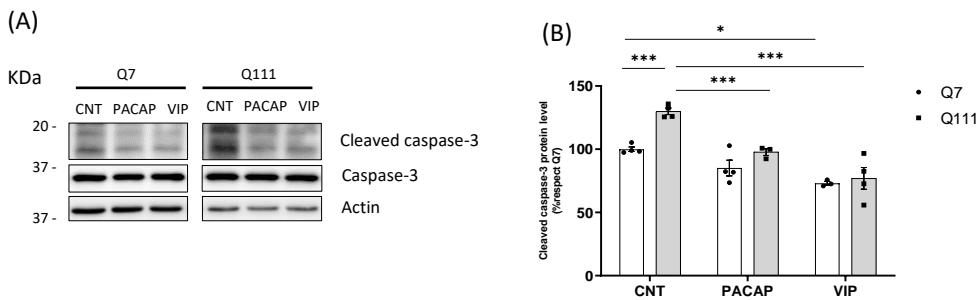 (A)
KDa
Q7
Q111
CNT PACAP VIP
CNT PACAP VIP
20 -
Cleaved caspase-3
37 -
Caspase-3
Actin
37 -
(B)
*
*** ***
***
Q7
Q111
Cleaved caspase-3 protein level
(%respect Q7)
150
100
50
0
CNT PACAP VIP